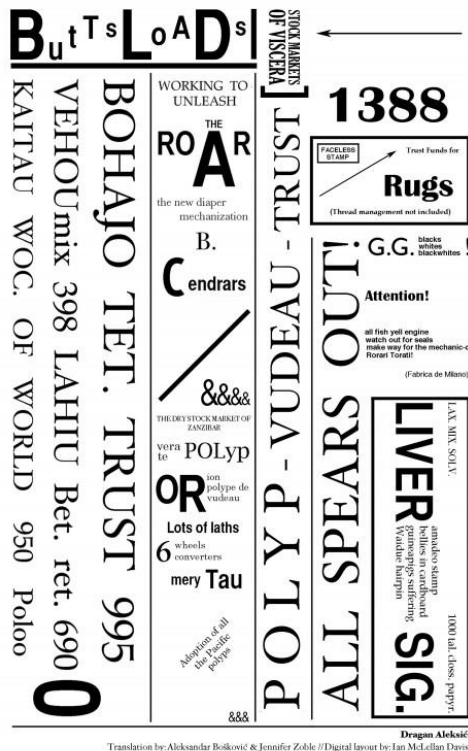 ButTsLoADs!
KAITAU WOC. OF WORLD 950 Poloo
VEHOUmix 398 LAHIU Bet. ret. 690
BOHAJO TET. TRUST 995
O
WORKING TO
UNLEASH
THE
ROAR
the new diaper
mechanization
B.
Cendrars
&&&&
THE DRY STOCK MARKET OF
ZANZIBAR
vera
te POLyp
OR ion
polype de
vudeau
Lots of laths
6 wheels
converters
mery Tau
Adoption of all
the Pacific
polyps
&&&
STOCK MARKETS
OF VISCERA
[
POLYP - VUDEAU - TRUST
1388
FACELESS
STAMP
Trust Funds for
Rugs
(Thread management not included)
ALL SPEARS OUT!
G.G. blacks
whites
blackwhites !
Attention!
all fish yell engine
watch out for seals
make way for the mechanic-c
Rorari Torati!
(Fabrica de Milano)
LAX. MIX. SOLV.
1000 tal. closs. papyr.
LIVER SIG.
amadeo stamp
bellies in cardboard
guineapigs suffering
Waidue hairpin
Dragan Aleksić
Translation by: Aleksandar Bošković & Jennifer Zoble // Digital layout by: Ian McLellan Davis